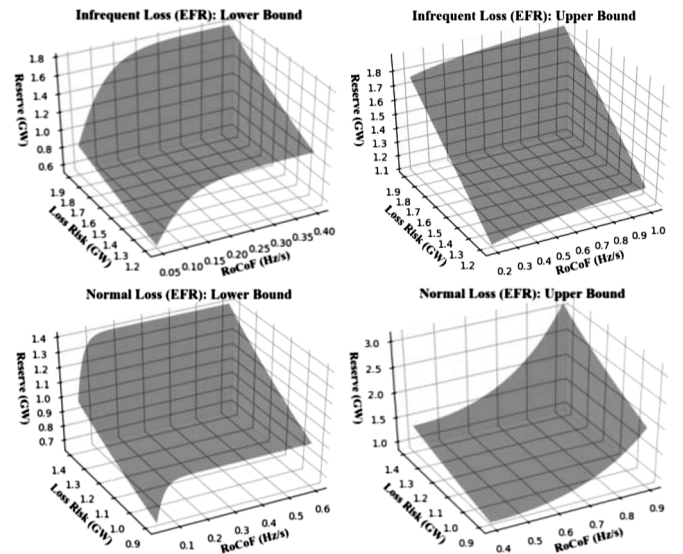 Infrequent Loss (EFR): Lower Bound
1.8
1.6
1.4
1.2
1.0
0.8
0.6
Reserve (GW)
1.9
1.8
1.7
1.6
1.5
1.4
1.3
1.2
Loss Risk (GW)
0.05 0.10 0.15 0.20 0.25 0.30 0.35 0.40
RoCoF (Hz/s)
Infrequent Loss (EFR): Upper Bound
1.8
1.7
1.6
1.5
1.4
1.3
1.2
1.1
Reserve (GW)
1.9
1.8
1.7
1.6
1.5
1.4
1.3
1.2
Loss Risk (GW)
0.2 0.3 0.4 0.5 0.6 0.7 0.8 0.9 1.0
RoCoF (Hz/s)
Normal Loss (EFR): Lower Bound
1.4
1.3
1.2
1.1
1.0
0.9
0.8
0.7
Reserve (GW)
1.4
1.3
1.2
1.1
1.0
0.9
Loss Risk (GW)
0.1 0.2 0.3 0.4 0.5 0.6
RoCoF (Hz/s)
Normal Loss (EFR): Upper Bound
3.0
2.5
2.0
1.5
1.0
Reserve (GW)
1.4
1.3
1.2
1.1
1.0
0.9
Loss Risk (GW)
0.4 0.5 0.6 0.7 0.8 0.9
RoCoF (Hz/s)